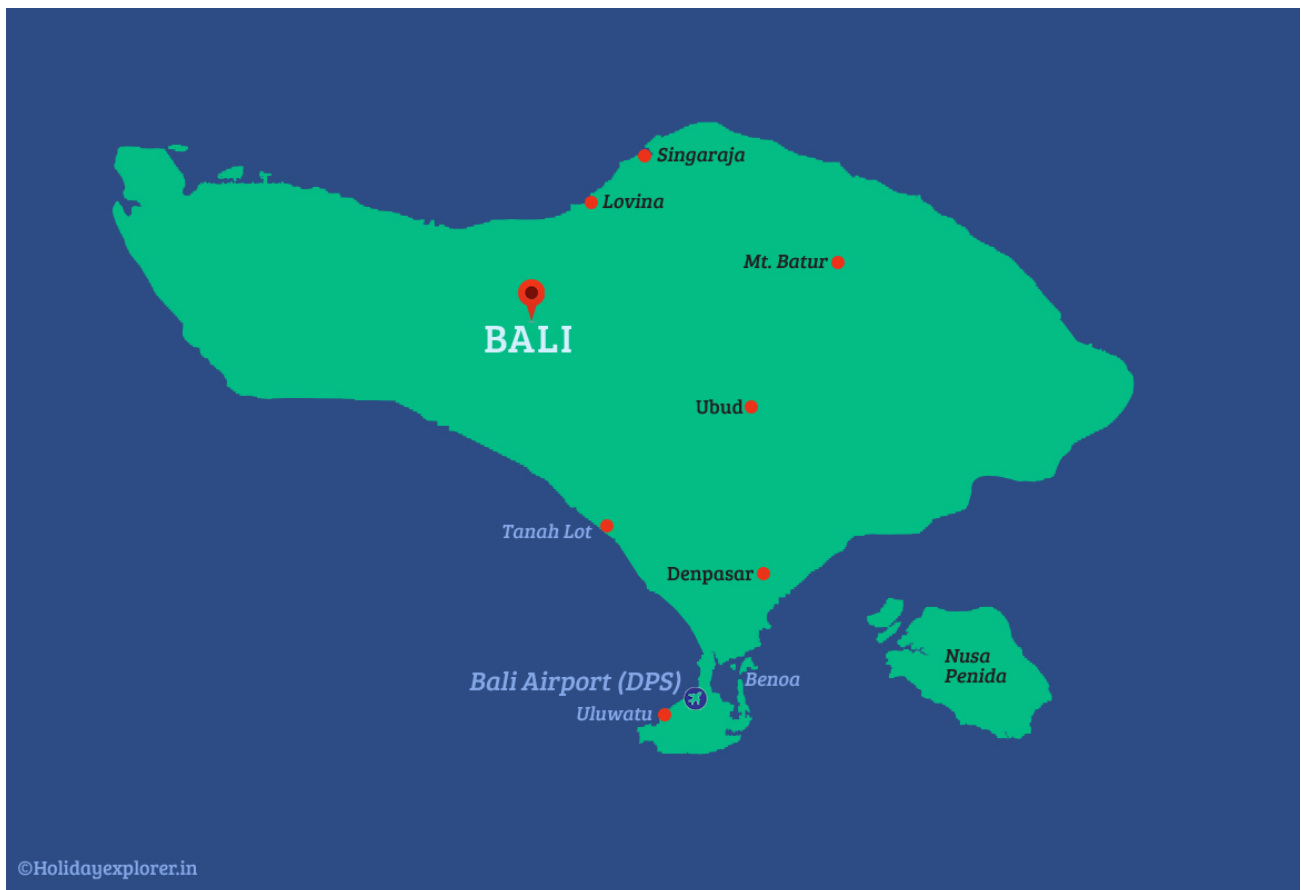 Singaraja
Lovina
Mt. Batur
BALI
Ubud
Tanah Lot
Denpasar
Nusa
Penida
Bali Airport (DPS)
Benoa
Uluwatu
©Holidayexplorer.in